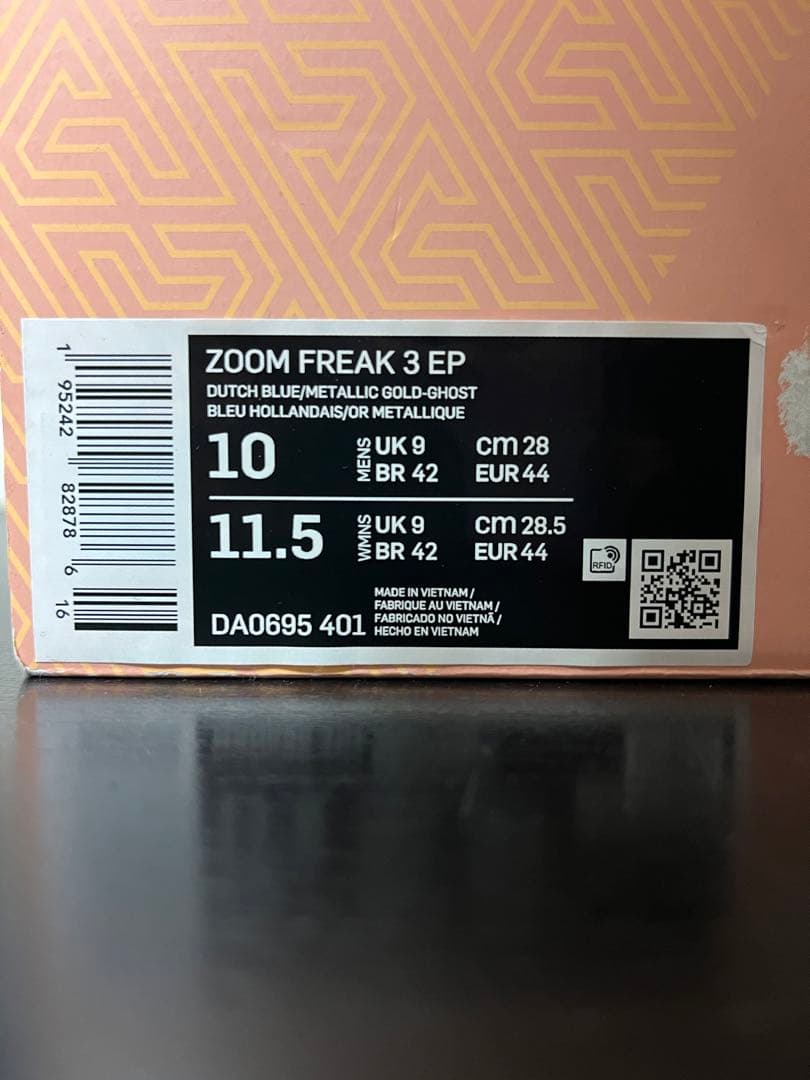 ZOOM FREAK 3 EP
DUTCH BLUE/METALLIC GOLD-GHOST
BLEU HOLLANDAIS/OR METALLIQUE
10 MENS UK 9 cm 28
BR 42 EUR 44
11.5 WMNS UK 9 cm 28.5
BR 42 EUR 44
RFID
DA0695 401
MADE IN VIETNAM /
FABRIQUE AU VIETNAM /
FABRICADO NO VIETNÃ /
HECHO EN VIETNAM
1 95242 82878 6 16